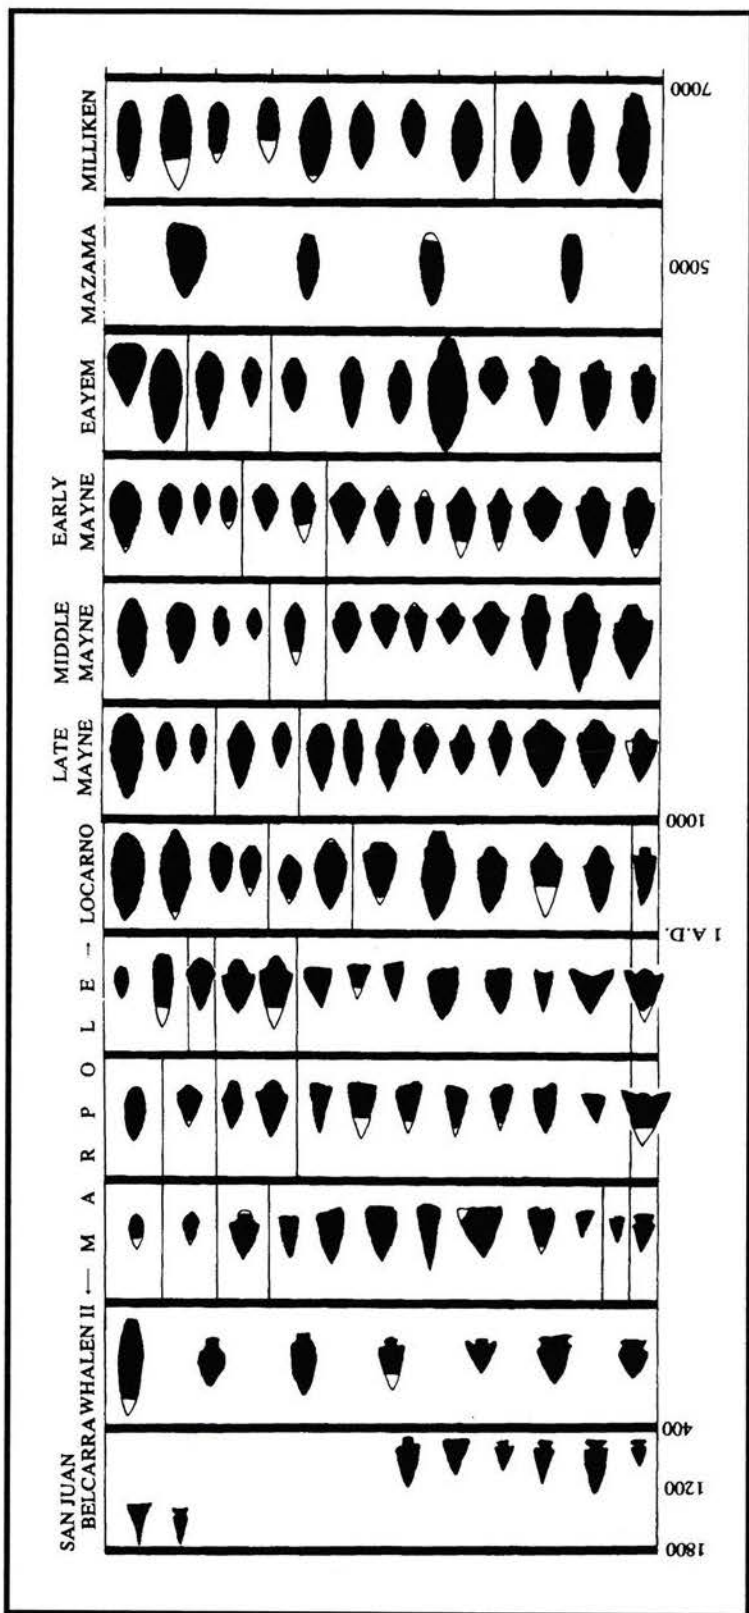 MILLIKEN
MAZAMA
EAYEM
EARLY
MAYNE
MIDDLE
MAYNE
LATE
MAYNE
LOCARNO
← M A R P O L E →
WHALEN II
SAN JUAN
BELCARRA
7000
5000
1000
1 A.D.
400
1200
1800